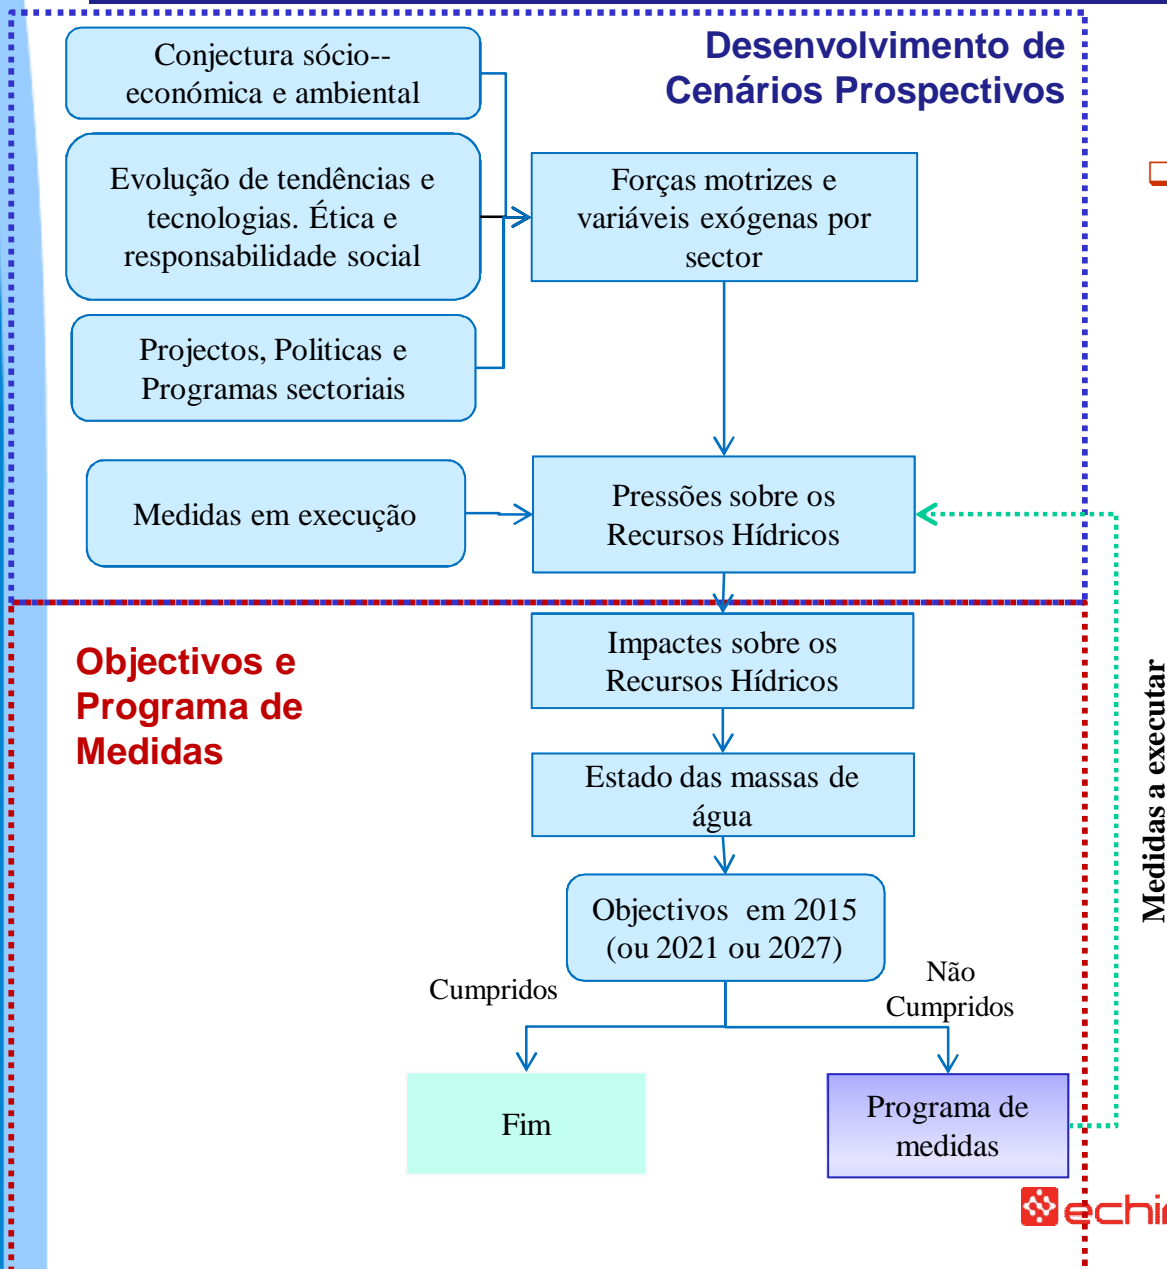 Desenvolvimento de
Cenários Prospectivos
Conjectura sócio--
económica e ambiental
Evolução de tendências e
tecnologias. Ética e
responsabilidade social
Forças motrizes e
variáveis exógenas por
sector
Projectos, Politicas e
Programas sectoriais
Medidas em execução
Pressões sobre os
Recursos Hídricos
Objectivos e
Programa de
Medidas
Impactes sobre os
Recursos Hídricos
Estado das massas de
água
Objectivos em 2015
(ou 2021 ou 2027)
Cumpridos
Não
Cumpridos
Fim
Programa de
medidas
Medidas a executar